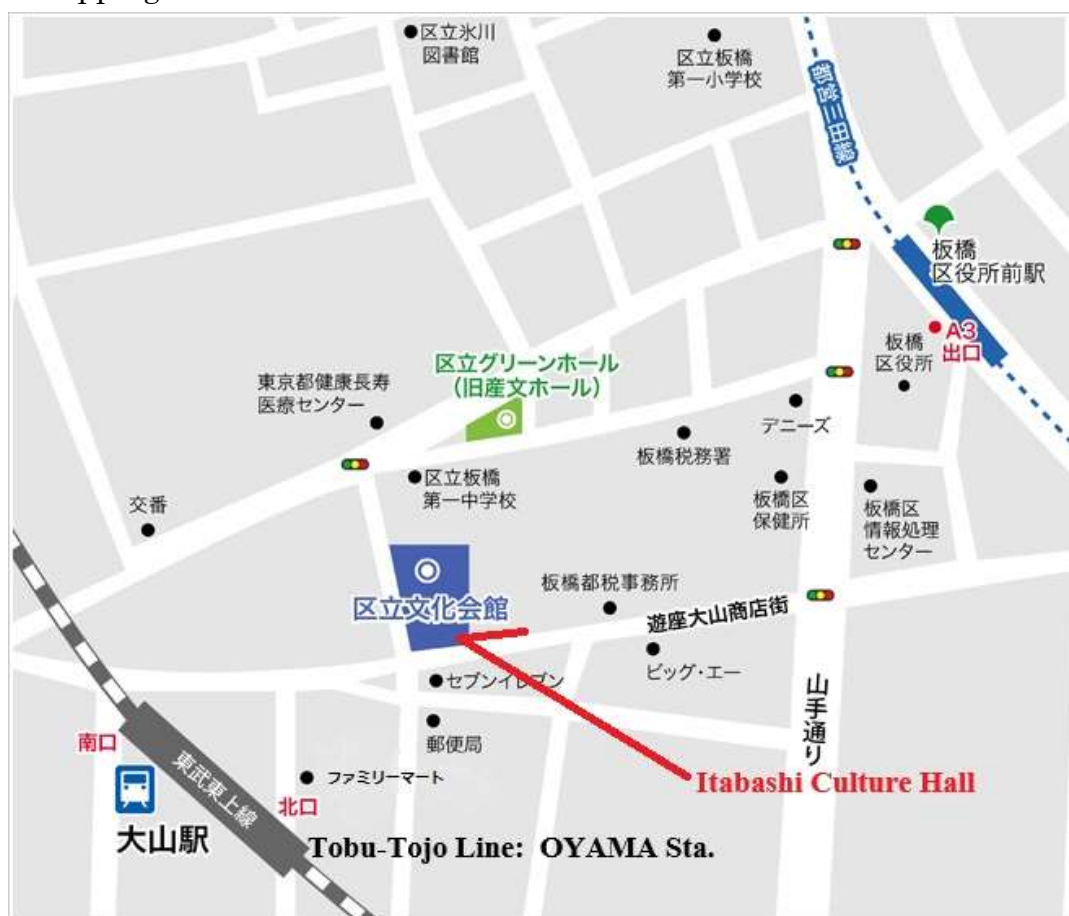 区立氷川
図書館
区立板橋
第一小学校
都営三田線
板橋
区役所前駅
A3
出口
板橋
区役所
区立グリーンホール
（旧産文ホール）
東京都健康長寿
医療センター
デニーズ
板橋税務署
区立板橋
第一中学校
板橋区
保健所
板橋区
情報処理
センター
交番
区立文化会館
板橋都税事務所
遊座大山商店街
ビッグ・エー
セブンイレブン
山手通り
郵便局
南口
東武東上線
ファミリーマート
北口
Itabashi Culture Hall
大山駅
Tobu-Tojo Line: OYAMA Sta.